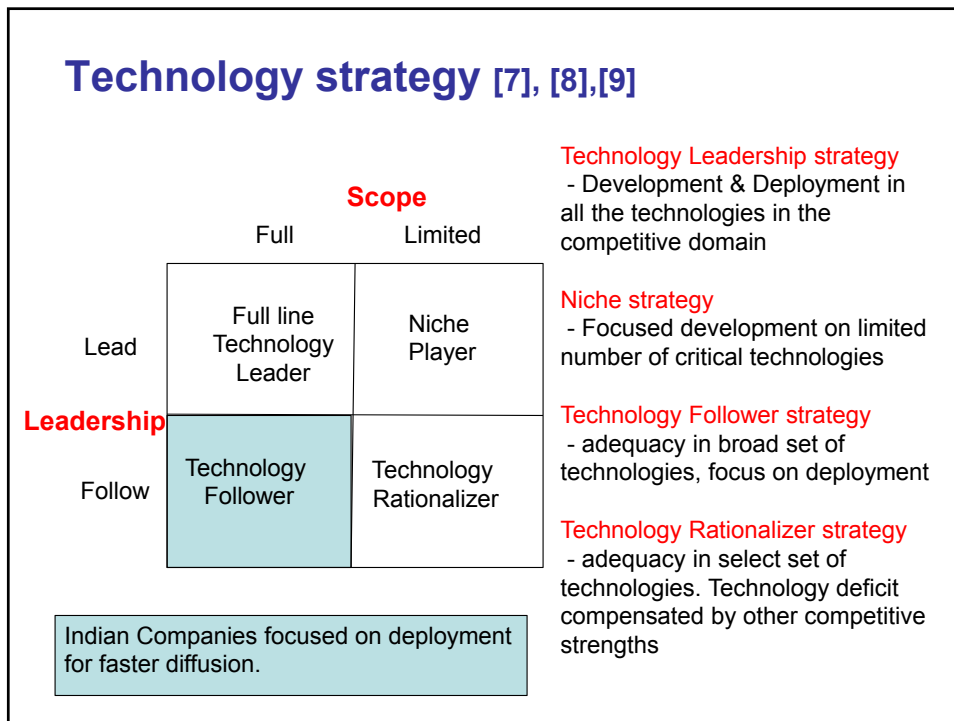 Technology strategy [7], [8],[9]
Scope
Full Limited
Lead
Full line
Technology
Leader
Niche
Player
Leadership
Follow
Technology
Follower
Technology
Rationalizer
Indian Companies focused on deployment
for faster diffusion.
Technology Leadership strategy
- Development & Deployment in
all the technologies in the
competitive domain
Niche strategy
- Focused development on limited
number of critical technologies
Technology Follower strategy
- adequacy in broad set of
technologies, focus on deployment
Technology Rationalizer strategy
- adequacy in select set of
technologies. Technology deficit
compensated by other competitive
strengths